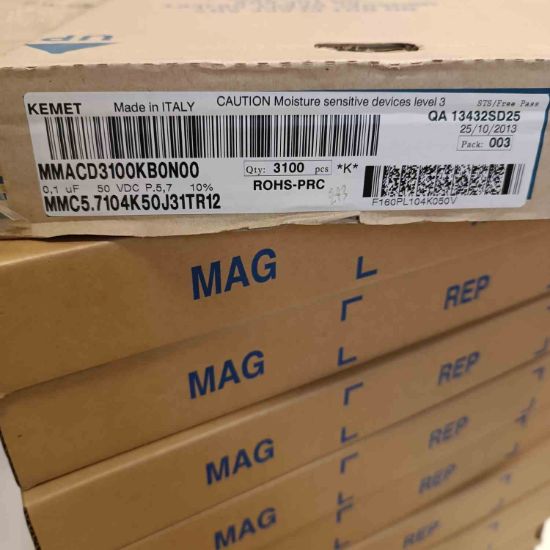 UP
KEMET Made in ITALY CAUTION Moisture sensitive devices level 3 STS/Free Pass
QA 13432SD25
25/10/2013
Pack: 003
MMACD3100KB0N00 Qty: 3100 pcs *K*
0,1 uF 50 VDC P.5,7 10% ROHS-PRC
MMC5.7104K50J31TR12 F160PL104K050V
MAG
REP
MAG
REP
MAG
REP
MAG
REP
MAG
REP